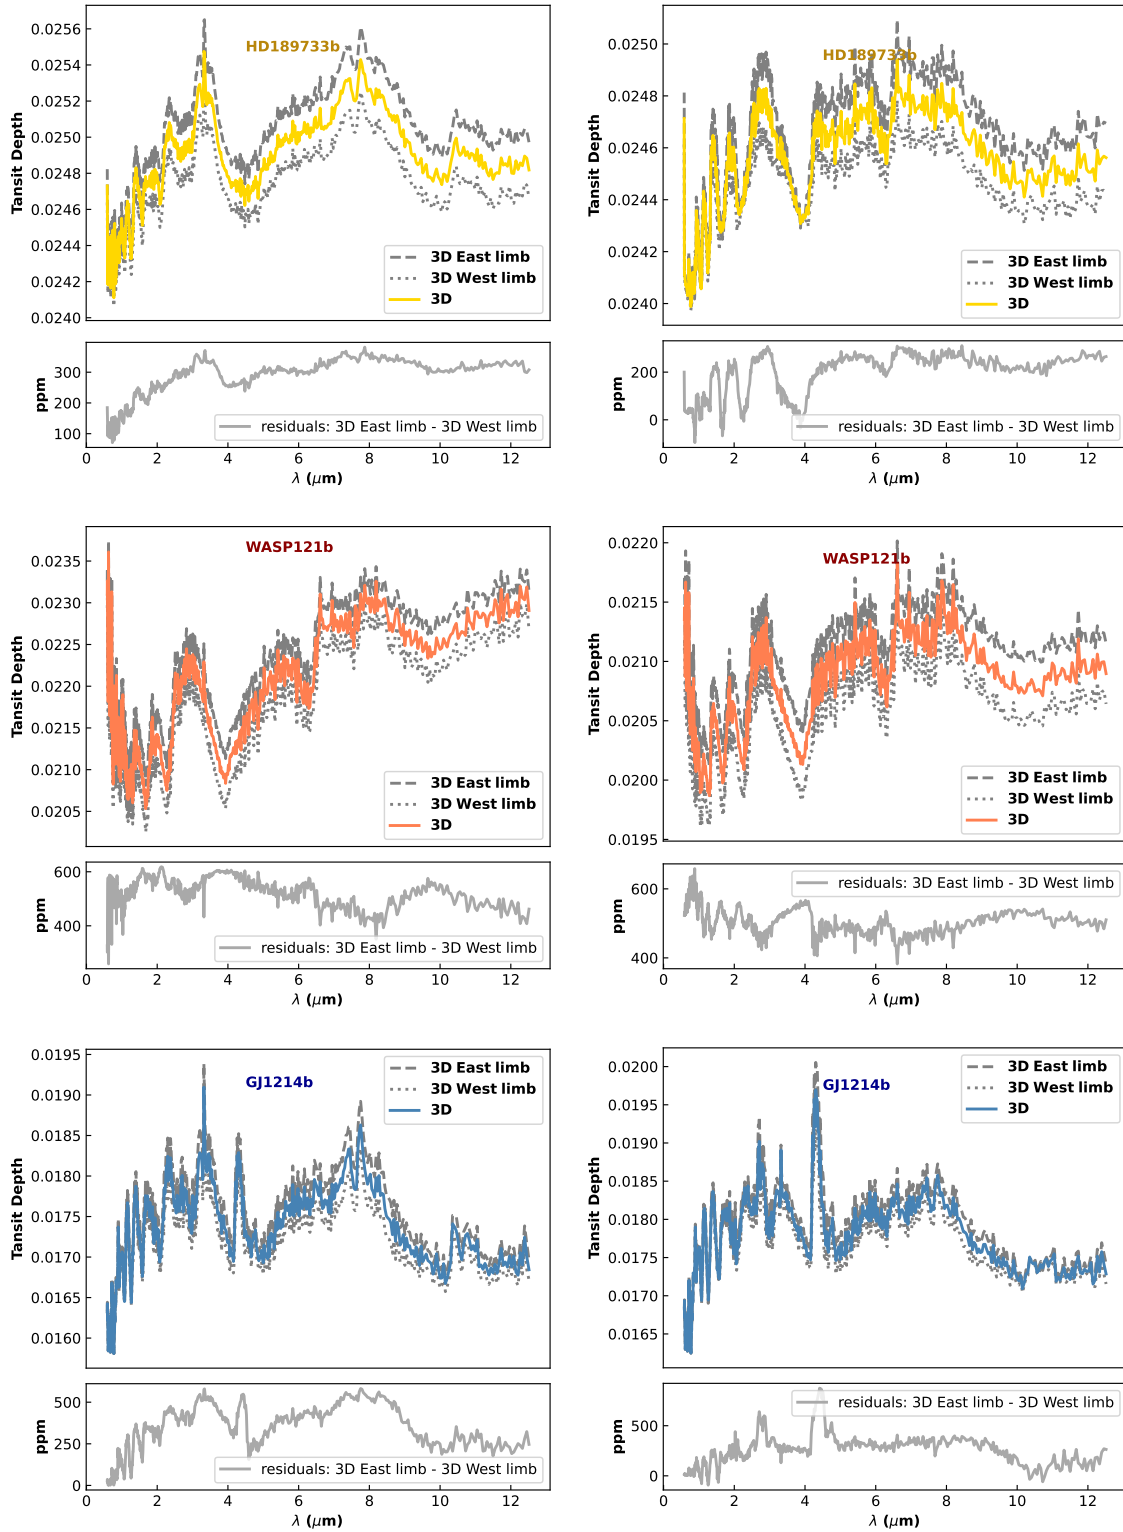 0.0256
0.0254
0.0252
0.0250
0.0248
0.0246
0.0244
0.0242
0.0240
Tansit Depth
HD189733b
3D East limb
3D West limb
3D
300
200
100
ppm
residuals: 3D East limb - 3D West limb
0 2 4 6 8 10 12
λ (μm)
0.0250
0.0248
0.0246
0.0244
0.0242
0.0240
Tansit Depth
HD189733b
3D East limb
3D West limb
3D
200
0
ppm
residuals: 3D East limb - 3D West limb
0 2 4 6 8 10 12
λ (μm)
0.0235
0.0230
0.0225
0.0220
0.0215
0.0210
0.0205
Tansit Depth
WASP121b
3D East limb
3D West limb
3D
600
400
ppm
residuals: 3D East limb - 3D West limb
0 2 4 6 8 10 12
λ (μm)
0.0220
0.0215
0.0210
0.0205
0.0200
0.0195
Tansit Depth
WASP121b
3D East limb
3D West limb
3D
600
400
ppm
residuals: 3D East limb - 3D West limb
0 2 4 6 8 10 12
λ (μm)
0.0195
0.0190
0.0185
0.0180
0.0175
0.0170
0.0165
0.0160
Tansit Depth
GJ1214b
3D East limb
3D West limb
3D
500
250
0
ppm
residuals: 3D East limb - 3D West limb
0 2 4 6 8 10 12
λ (μm)
0.0200
0.0195
0.0190
0.0185
0.0180
0.0175
0.0170
0.0165
Tansit Depth
GJ1214b
3D East limb
3D West limb
3D
500
0
ppm
residuals: 3D East limb - 3D West limb
0 2 4 6 8 10 12
λ (μm)